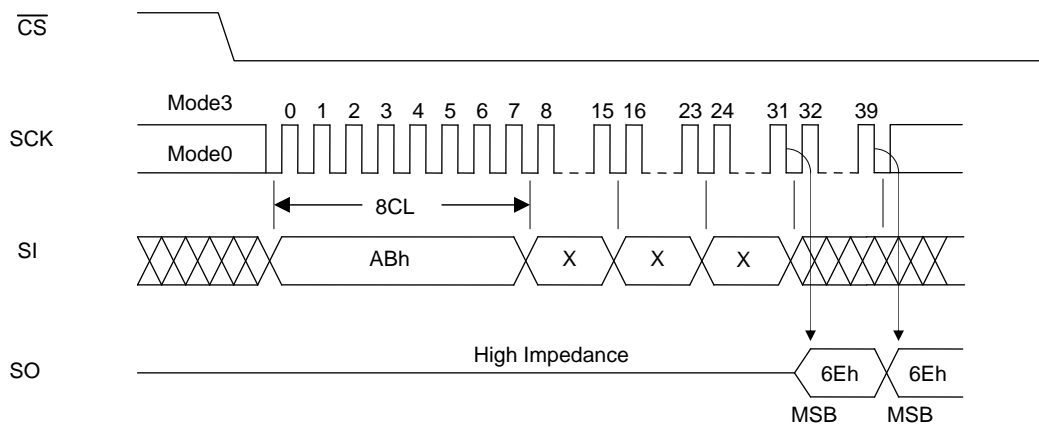 CS
Mode3
0 1 2 3 4 5 6 7 8 15 16 23 24 31 32 39
SCK
Mode0
8CL
SI
ABh X X X
High Impedance
SO
6Eh 6Eh
MSB MSB